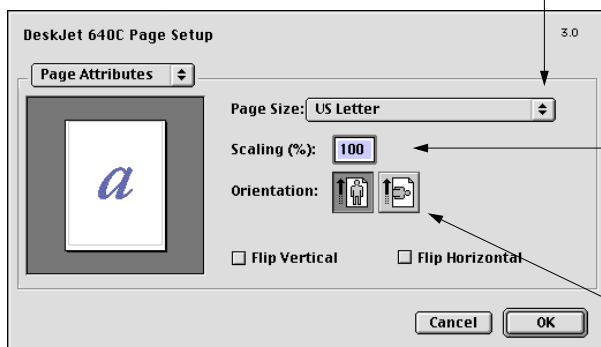 DeskJet 640C Page Setup 3.0
Page Attributes
Page Size: US Letter
Scaling (%): 100
a
Orientation:
Flip Vertical Flip Horizontal
Cancel OK